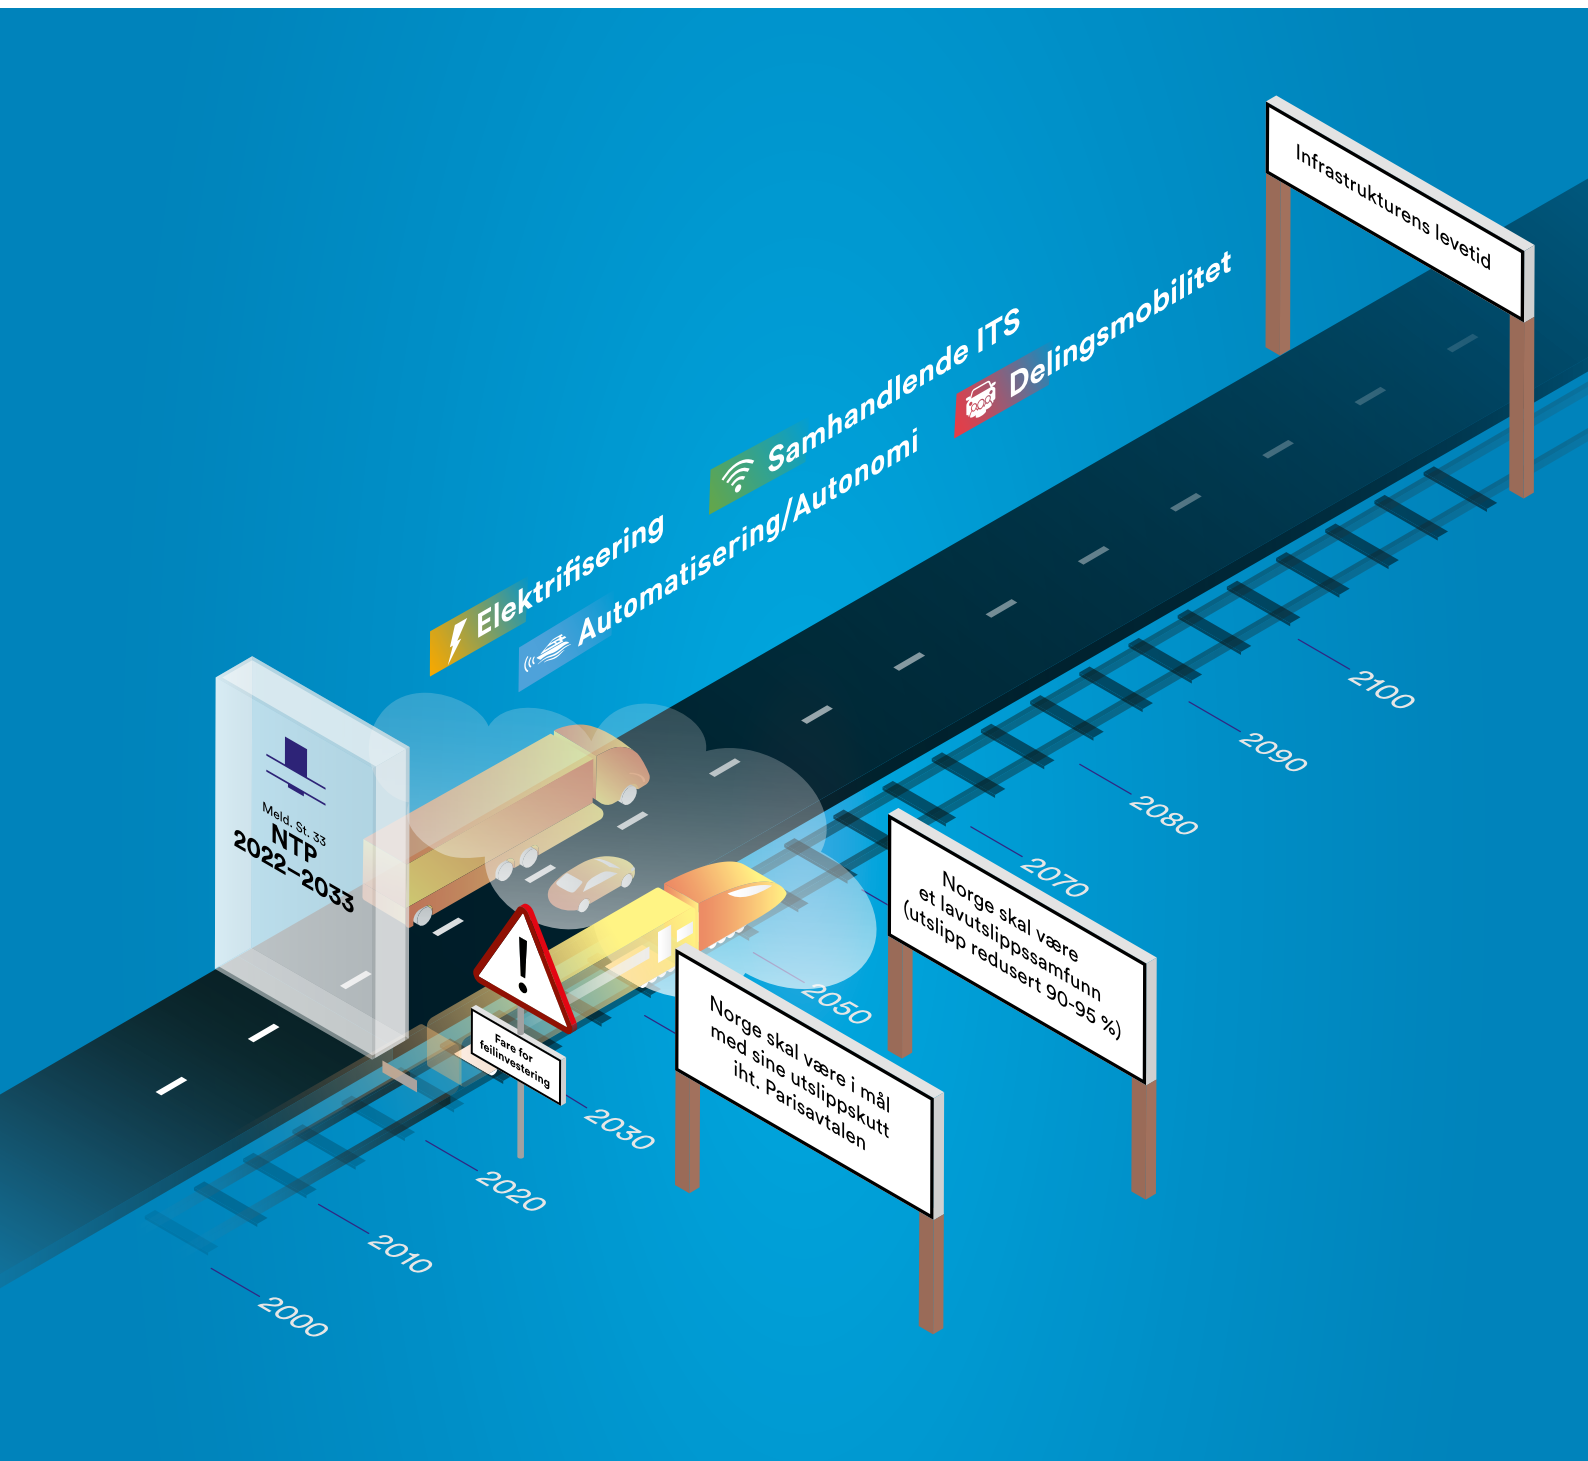 Infrastrukturens levetid
Samhandlende ITS
Delingsmobilitet
Elektrifisering
Automatisering/Autonomi
Meld. St. 33
NTP
2022–2033
Fare for
feilinvestering
Norge skal være
et lavutslippssamfunn
(utslipp redusert 90-95 %)
Norge skal være i mål
med sine utslippskutt
iht. Parisavtalen
2100
2090
2080
2070
2050
2030
2020
2010
2000